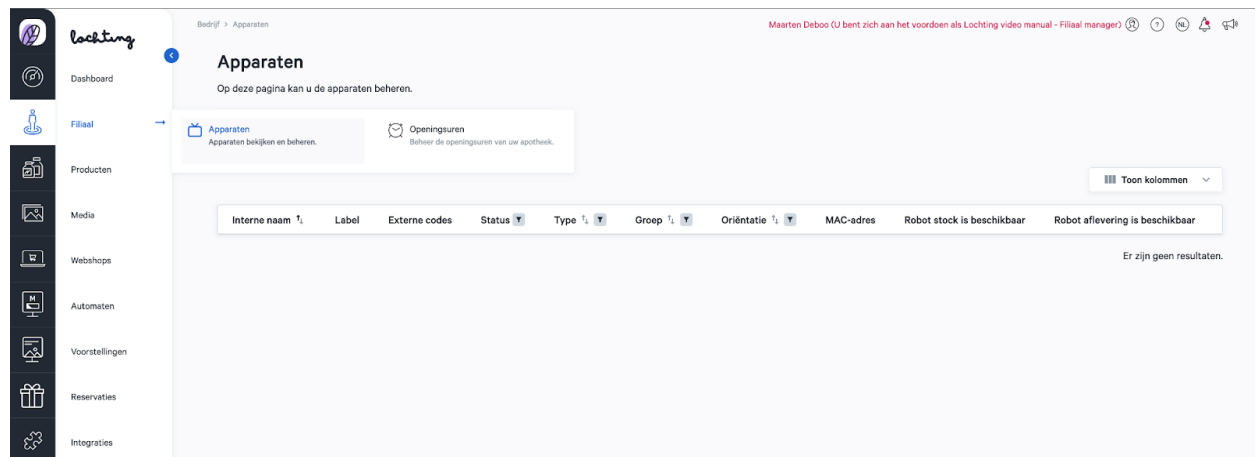 lochting
Bedrijf > Apparaten
Maarten Deboo (U bent zich aan het voordoen als Lochting video manual - Filiaal manager)
?
NL
Apparaten
Op deze pagina kan u de apparaten beheren.
Dashboard
Filiaal
Apparaten
Apparaten bekijken en beheren.
Openingsuren
Beheer de openingsuren van uw apotheek.
Producten
Toon kolommen
Media
Interne naam Label Externe codes Status Type Groep Oriëntatie MAC-adres Robot stock is beschikbaar Robot aflevering is beschikbaar
Er zijn geen resultaten.
Webshops
M
Automaten
Voorstellingen
Reservaties
Integraties